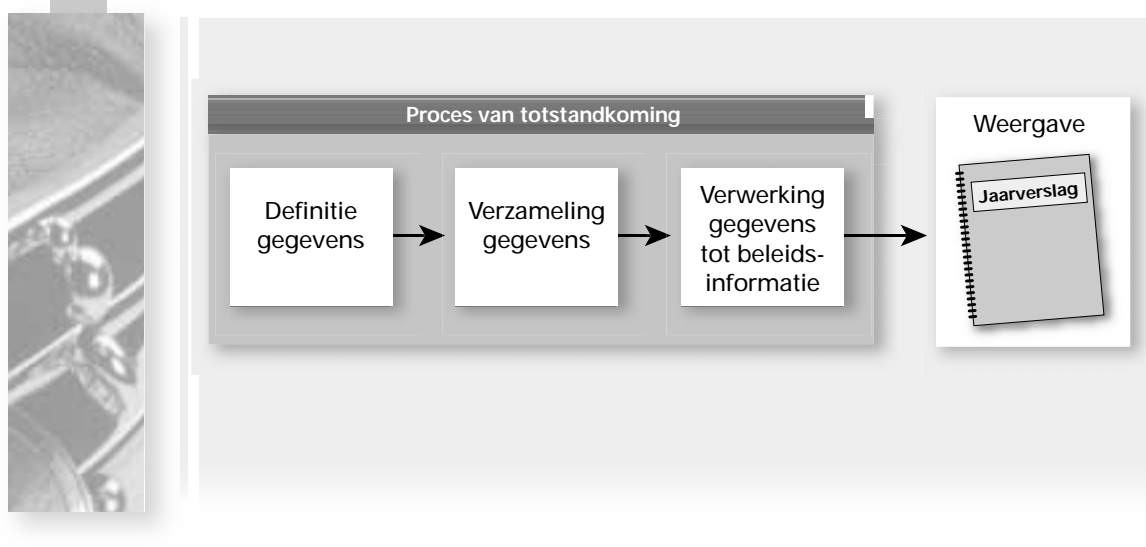 Proces van totstandkoming
Definitie
gegevens
Verzameling
gegevens
Verwerking
gegevens
tot beleids-
informatie
Weergave
Jaarverslag